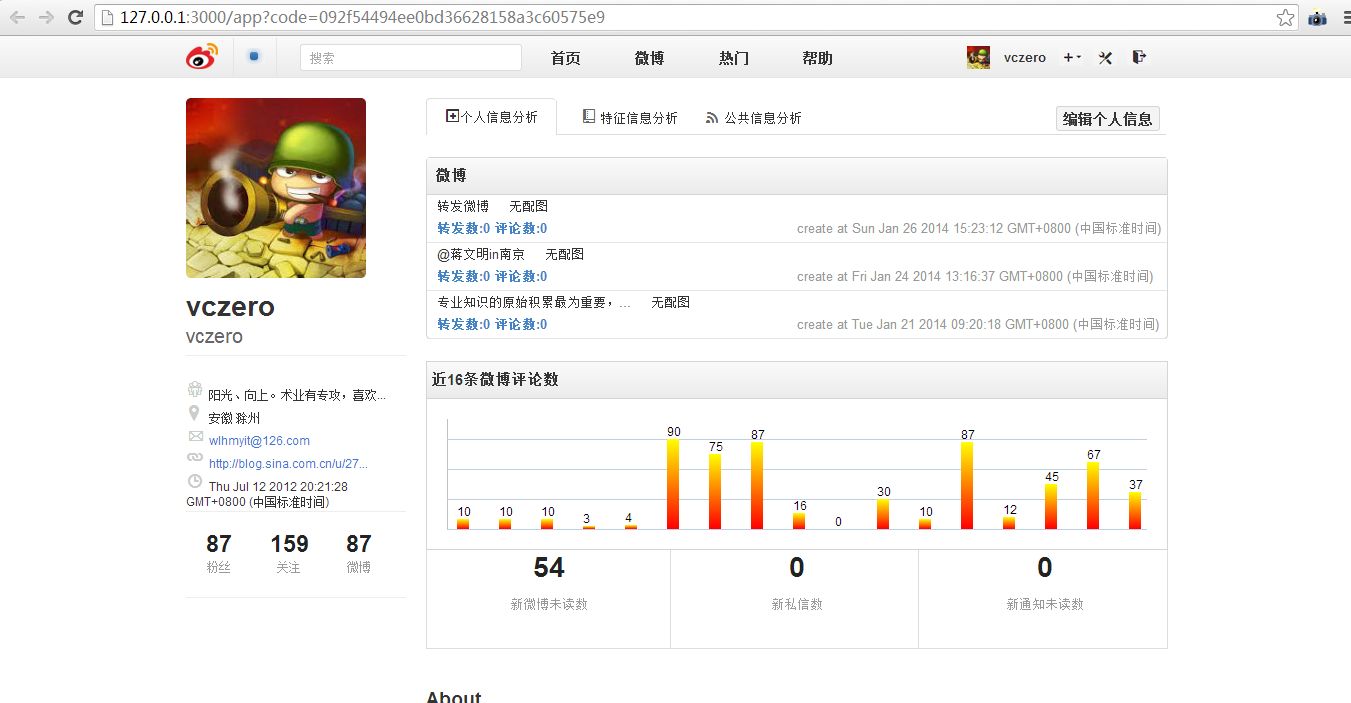 127.0.0.1:3000/app?code=092f54494ee0bd36628158a3c60575e9
搜索 首页 微博 热门 帮助 vczero
vczero
vczero
阳光、向上。术业有专攻，喜欢...
安徽 滁州
wlhmyit@126.com
http://blog.sina.com.cn/u/27...
Thu Jul 12 2012 20:21:28
GMT+0800 (中国标准时间)
87 159 87
粉丝 关注 微博
个人信息分析 特征信息分析 公共信息分析 编辑个人信息
微博
转发微博 无配图
转发数:0 评论数:0 create at Sun Jan 26 2014 15:23:12 GMT+0800 (中国标准时间)
@蒋文明in南京 无配图
转发数:0 评论数:0 create at Fri Jan 24 2014 13:16:37 GMT+0800 (中国标准时间)
专业知识的原始积累最为重要，... 无配图
转发数:0 评论数:0 create at Tue Jan 21 2014 09:20:18 GMT+0800 (中国标准时间)
近16条微博评论数
10 10 10 3 4 90 75 87 16 0 30 10 87 12 45 67 37
54 0 0
新微博未读数 新私信数 新通知未读数
About